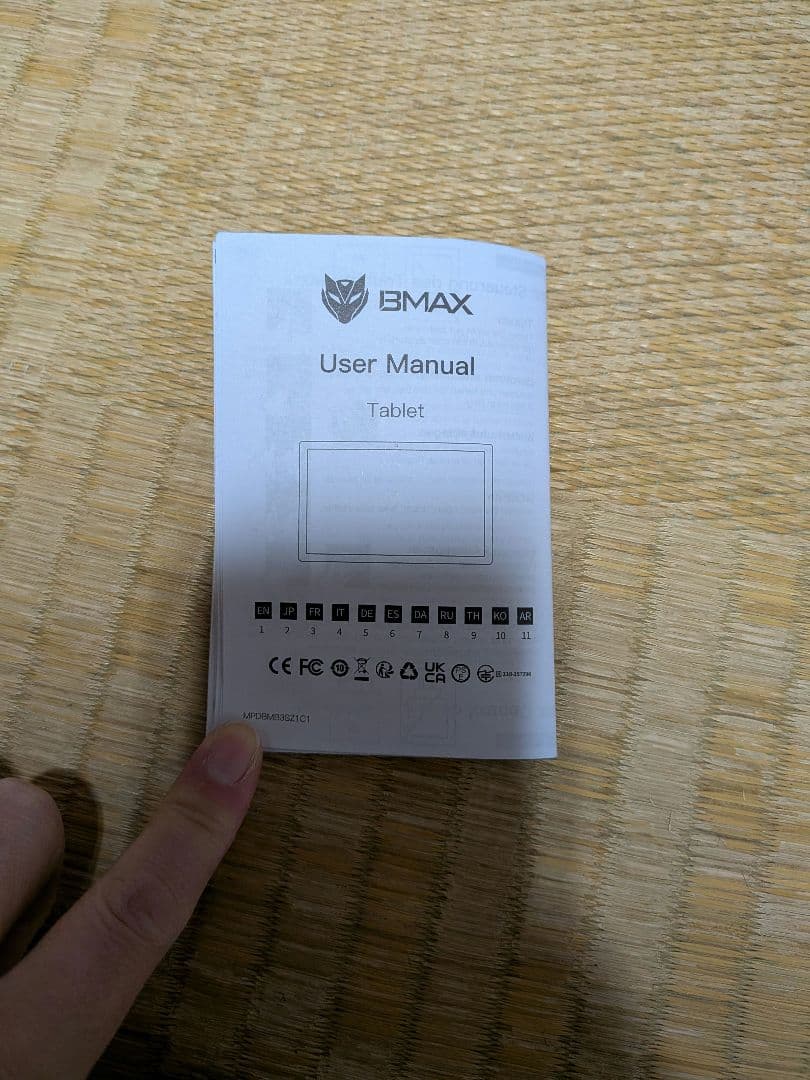 BMAX
User Manual
Tablet
EN JP FR IT DE ES DA RU TH KO AR
1 2 3 4 5 6 7 8 9 10 11
CE FC 10 UK CA
MPDBMB3SZ1C1